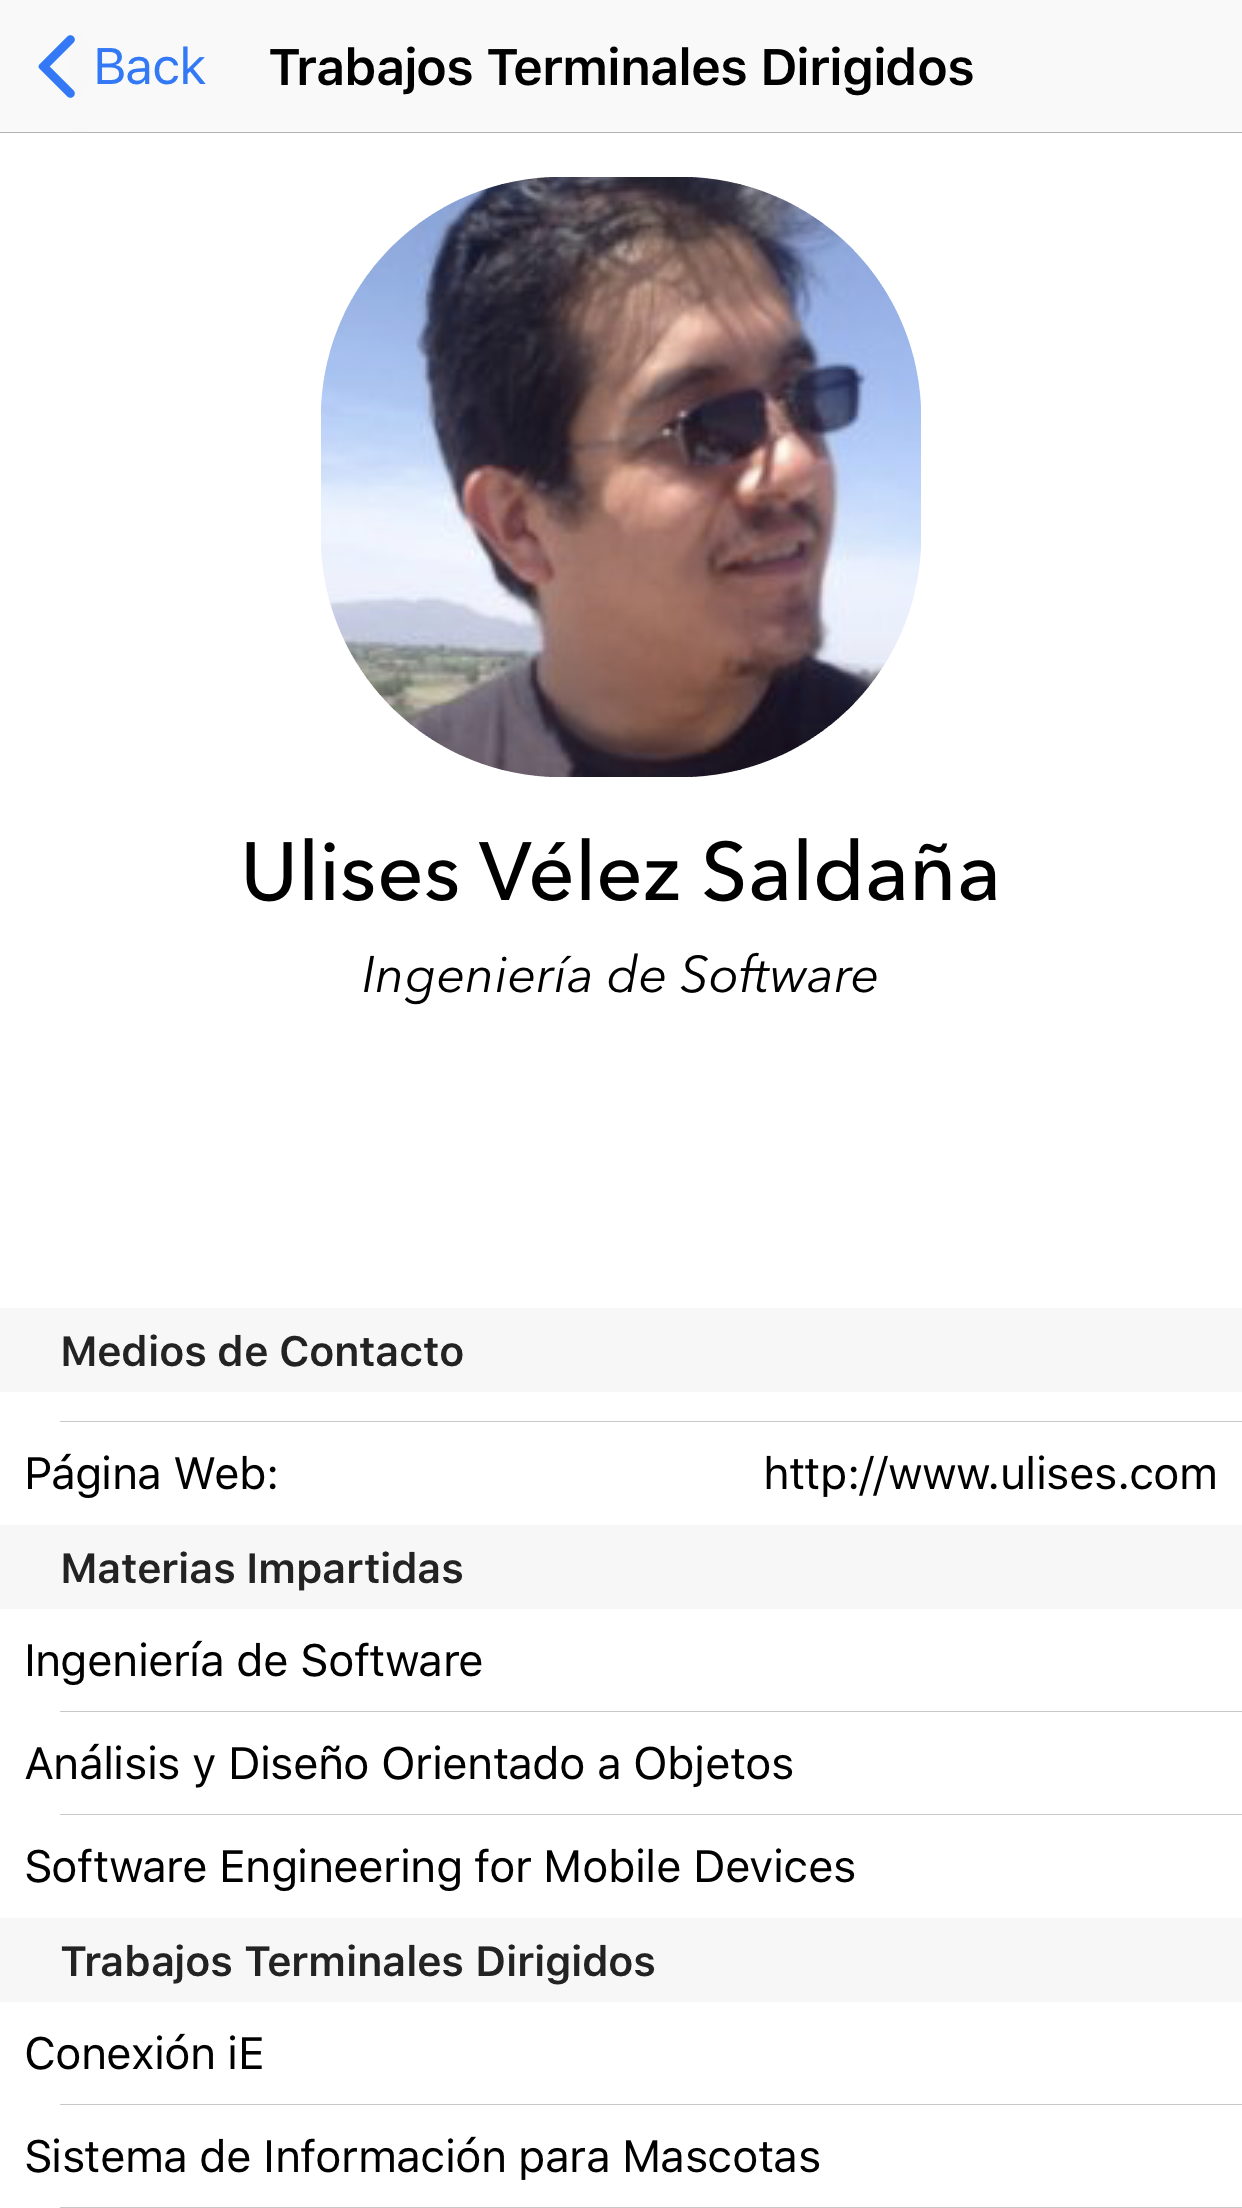 Back Trabajos Terminales Dirigidos
Ulises Vélez Saldaña
Ingeniería de Software
Medios de Contacto
Página Web: http://www.ulises.com
Materias Impartidas
Ingeniería de Software
Análisis y Diseño Orientado a Objetos
Software Engineering for Mobile Devices
Trabajos Terminales Dirigidos
Conexión iE
Sistema de Información para Mascotas